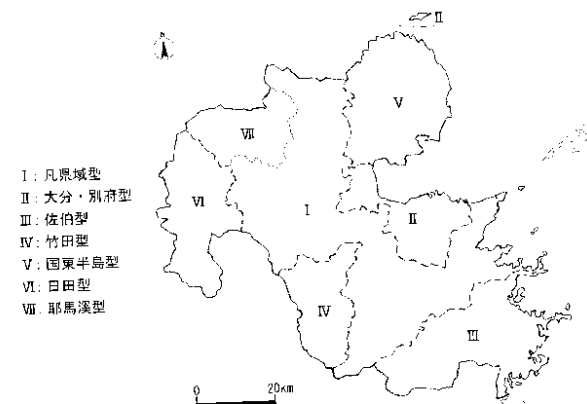 II
V
VII
VI
I
II
IV
III
I : 凡県域型
II : 大分・別府型
III : 佐伯型
IV : 竹田型
V : 国東半島型
VI : 日田型
VII : 耶馬溪型
0 20km